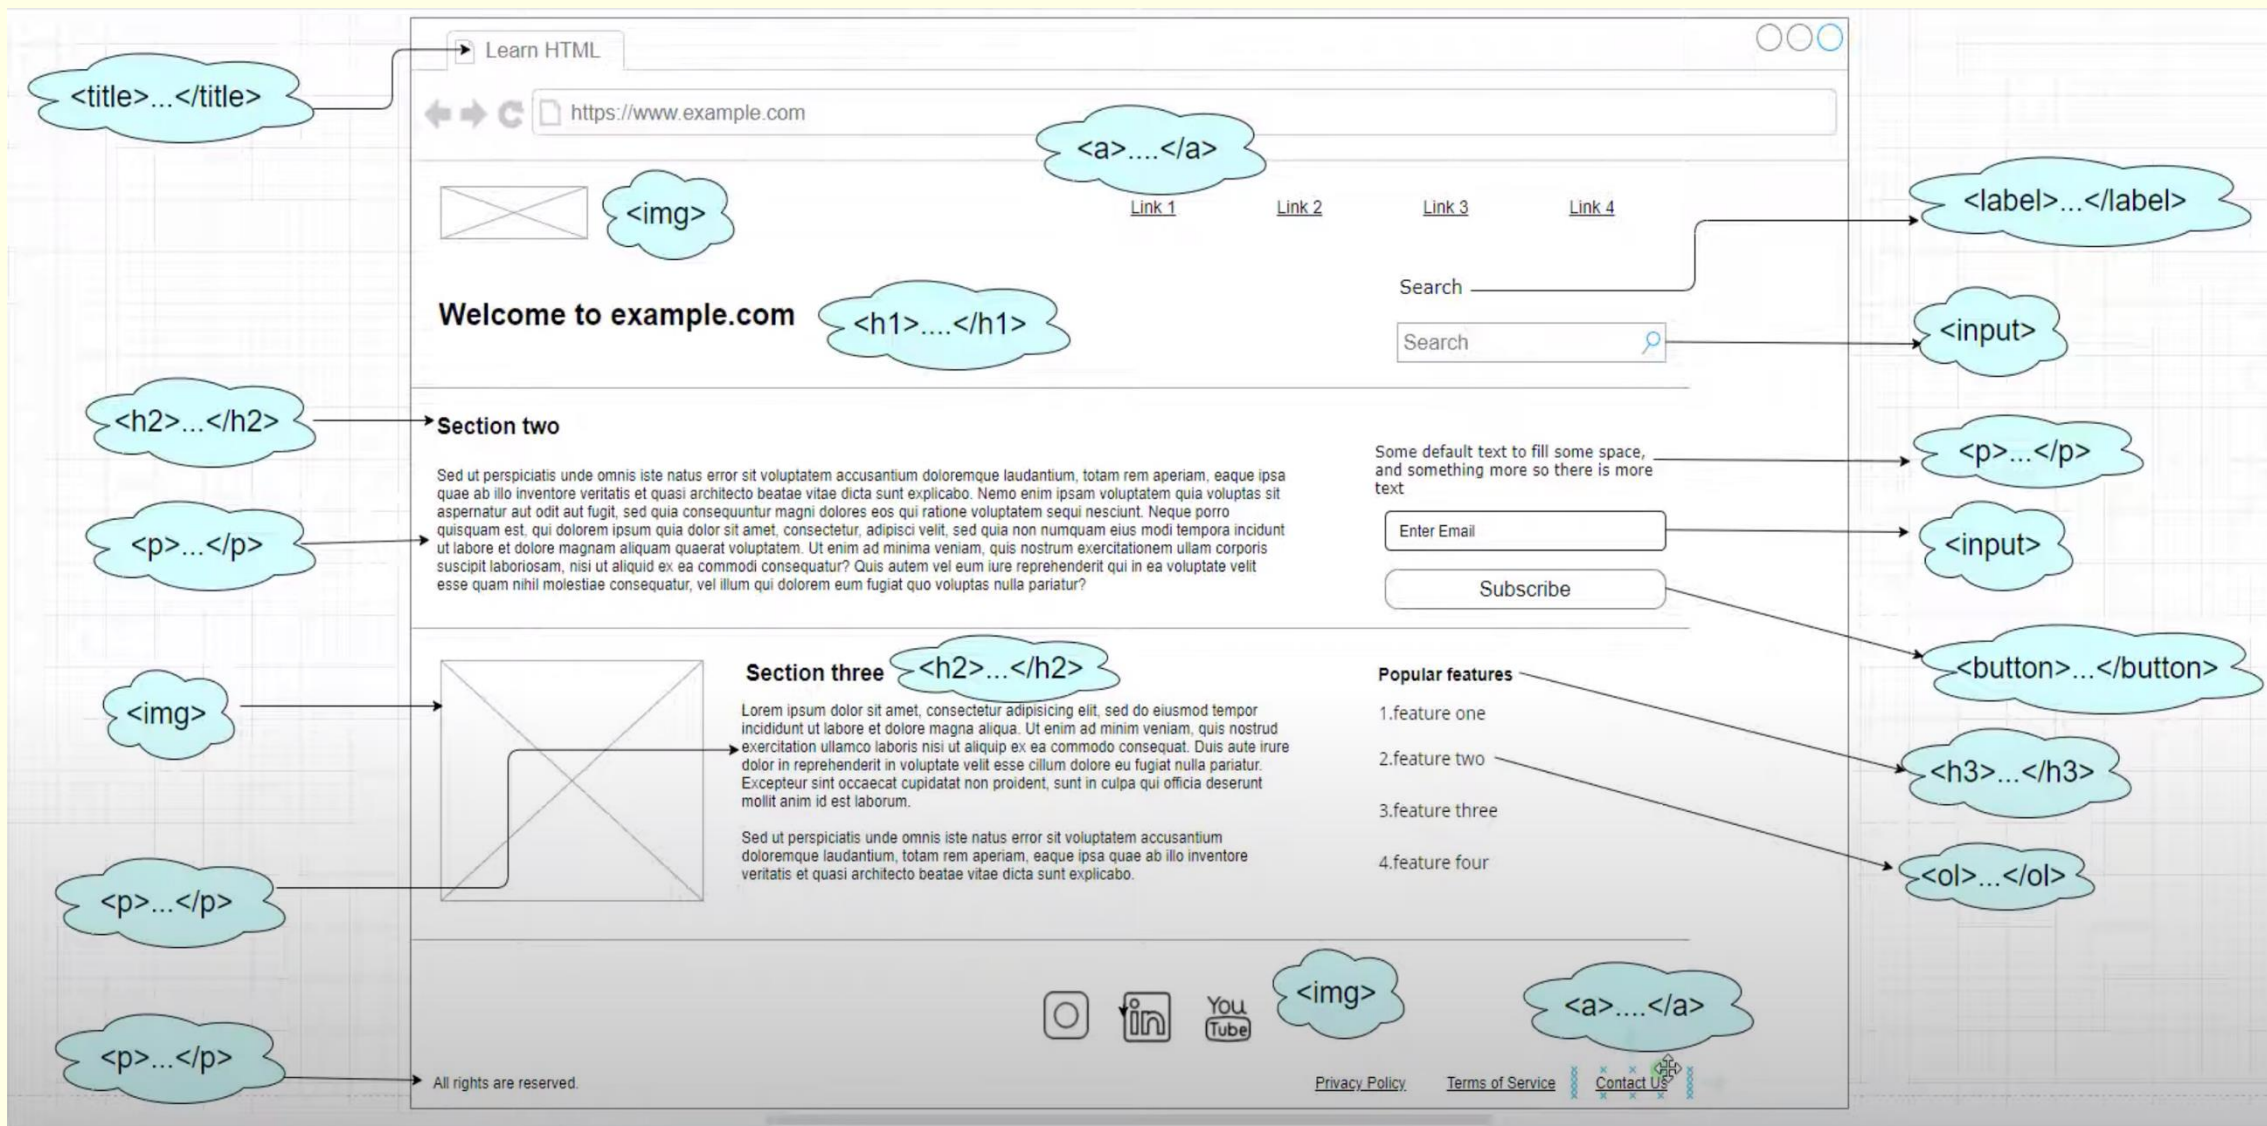 Learn HTML
<title>...</title>
https://www.example.com
<a>....</a>
<img>
Link 1
Link 2
Link 3
Link 4
<label>...</label>
Search
Welcome to example.com
<h1>....</h1>
Search
<input>
<h2>...</h2>
Section two
Sed ut perspiciatis unde omnis iste natus error sit voluptatem accusantium doloremque laudantium, totam rem aperiam, eaque ipsa
quae ab illo inventore veritatis et quasi architecto beatae vitae dicta sunt explicabo. Nemo enim ipsam voluptatem quia voluptas sit
aspernatur aut odit aut fugit, sed quia consequuntur magni dolores eos qui ratione voluptatem sequi nesciunt. Neque porro
quisquam est, qui dolorem ipsum quia dolor sit amet, consectetur, adipisci velit, sed quia non numquam eius modi tempora incidunt
ut labore et dolore magnam aliquam quaerat voluptatem. Ut enim ad minima veniam, quis nostrum exercitationem ullam corporis
suscipit laboriosam, nisi ut aliquid ex ea commodi consequatur? Quis autem vel eum iure reprehenderit qui in ea voluptate velit
esse quam nihil molestiae consequatur, vel illum qui dolorem eum fugiat quo voluptas nulla pariatur?
<p>...</p>
Some default text to fill some space,
and something more so there is more
text
<p>...</p>
Enter Email
<input>
Subscribe
<button>...</button>
<img>
Section three
<h2>...</h2>
Lorem ipsum dolor sit amet, consectetur adipisicing elit, sed do eiusmod tempor
incididunt ut labore et dolore magna aliqua. Ut enim ad minim veniam, quis nostrud
exercitation ullamco laboris nisi ut aliquip ex ea commodo consequat. Duis aute irure
dolor in reprehenderit in voluptate velit esse cillum dolore eu fugiat nulla pariatur.
Excepteur sint occaecat cupidatat non proident, sunt in culpa qui officia deserunt
mollit anim id est laborum.
Sed ut perspiciatis unde omnis iste natus error sit voluptatem accusantium
doloremque laudantium, totam rem aperiam, eaque ipsa quae ab illo inventore
veritatis et quasi architecto beatae vitae dicta sunt explicabo.
<p>...</p>
Popular features
1.feature one
2.feature two
3.feature three
4.feature four
<h3>...</h3>
<ol>...</ol>
in
You
Tube
<img>
<a>....</a>
<p>...</p>
All rights are reserved.
Privacy Policy
Terms of Service
Contact Us